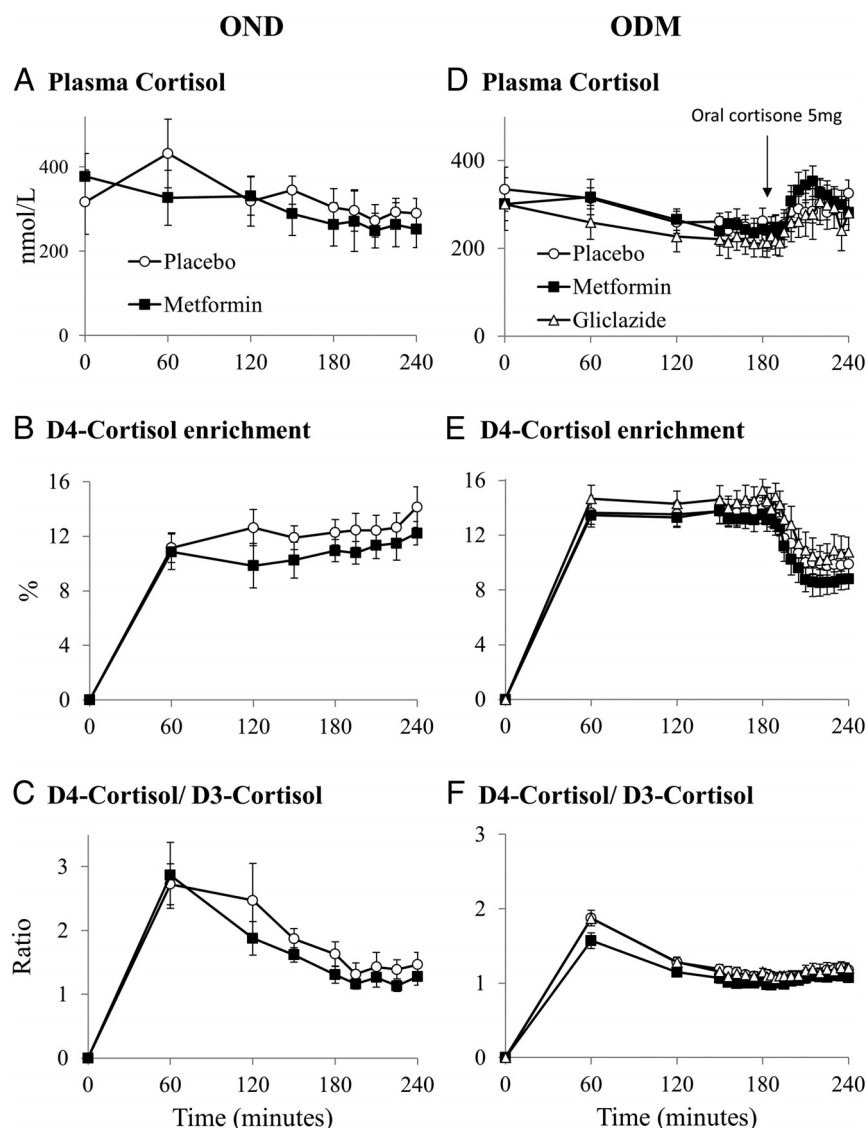 OND
ODM
A Plasma Cortisol
nmol/L
400
200
0
Placebo
Metformin
0 60 120 180 240
D Plasma Cortisol
Oral cortisone 5mg
400
200
0
Placebo
Metformin
Gliclazide
0 60 120 180 240
B D4-Cortisol enrichment
%
16
12
8
4
0
0 60 120 180 240
E D4-Cortisol enrichment
16
12
8
4
0
0 60 120 180 240
C D4-Cortisol/ D3-Cortisol
Ratio
3
2
1
0
0 60 120 180 240
Time (minutes)
F D4-Cortisol/ D3-Cortisol
3
2
1
0
0 60 120 180 240
Time (minutes)